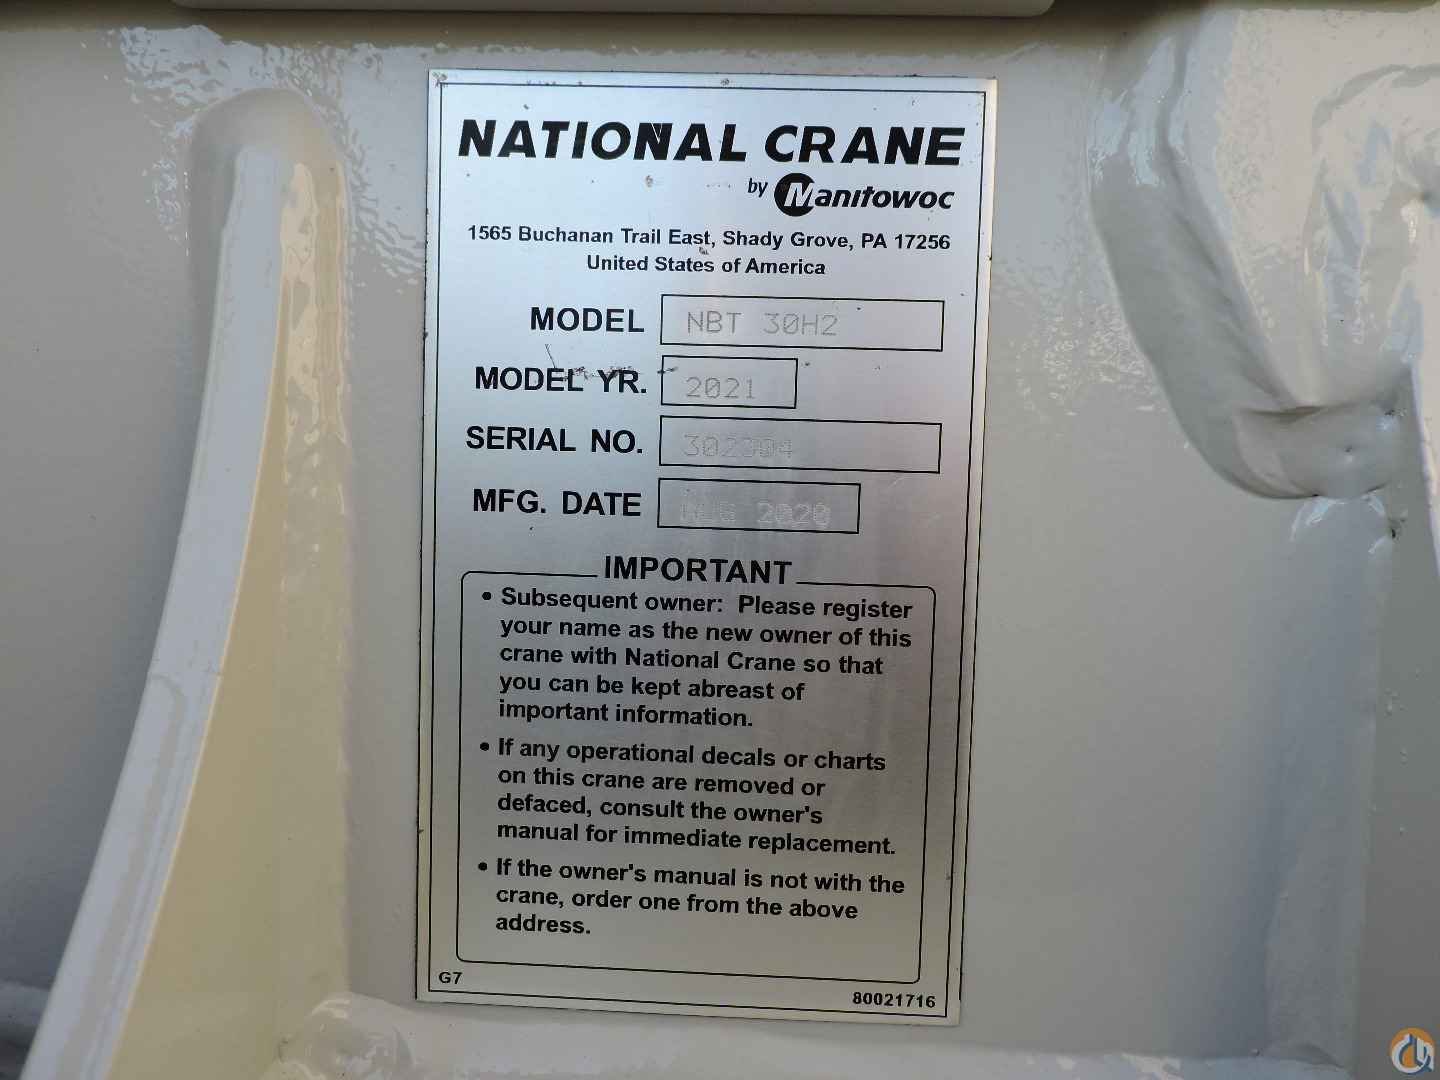 NATIONAL CRANE
by Manitowoc
1565 Buchanan Trail East, Shady Grove, PA 17256
United States of America
MODEL NBT 30H2
MODEL YR. 2021
SERIAL NO. 302304
MFG. DATE AUG 2020
IMPORTANT
• Subsequent owner: Please register
your name as the new owner of this
crane with National Crane so that
you can be kept abreast of
important information.
• If any operational decals or charts
on this crane are removed or
defaced, consult the owner's
manual for immediate replacement.
• If the owner's manual is not with the
crane, order one from the above
address.
G7
80021716